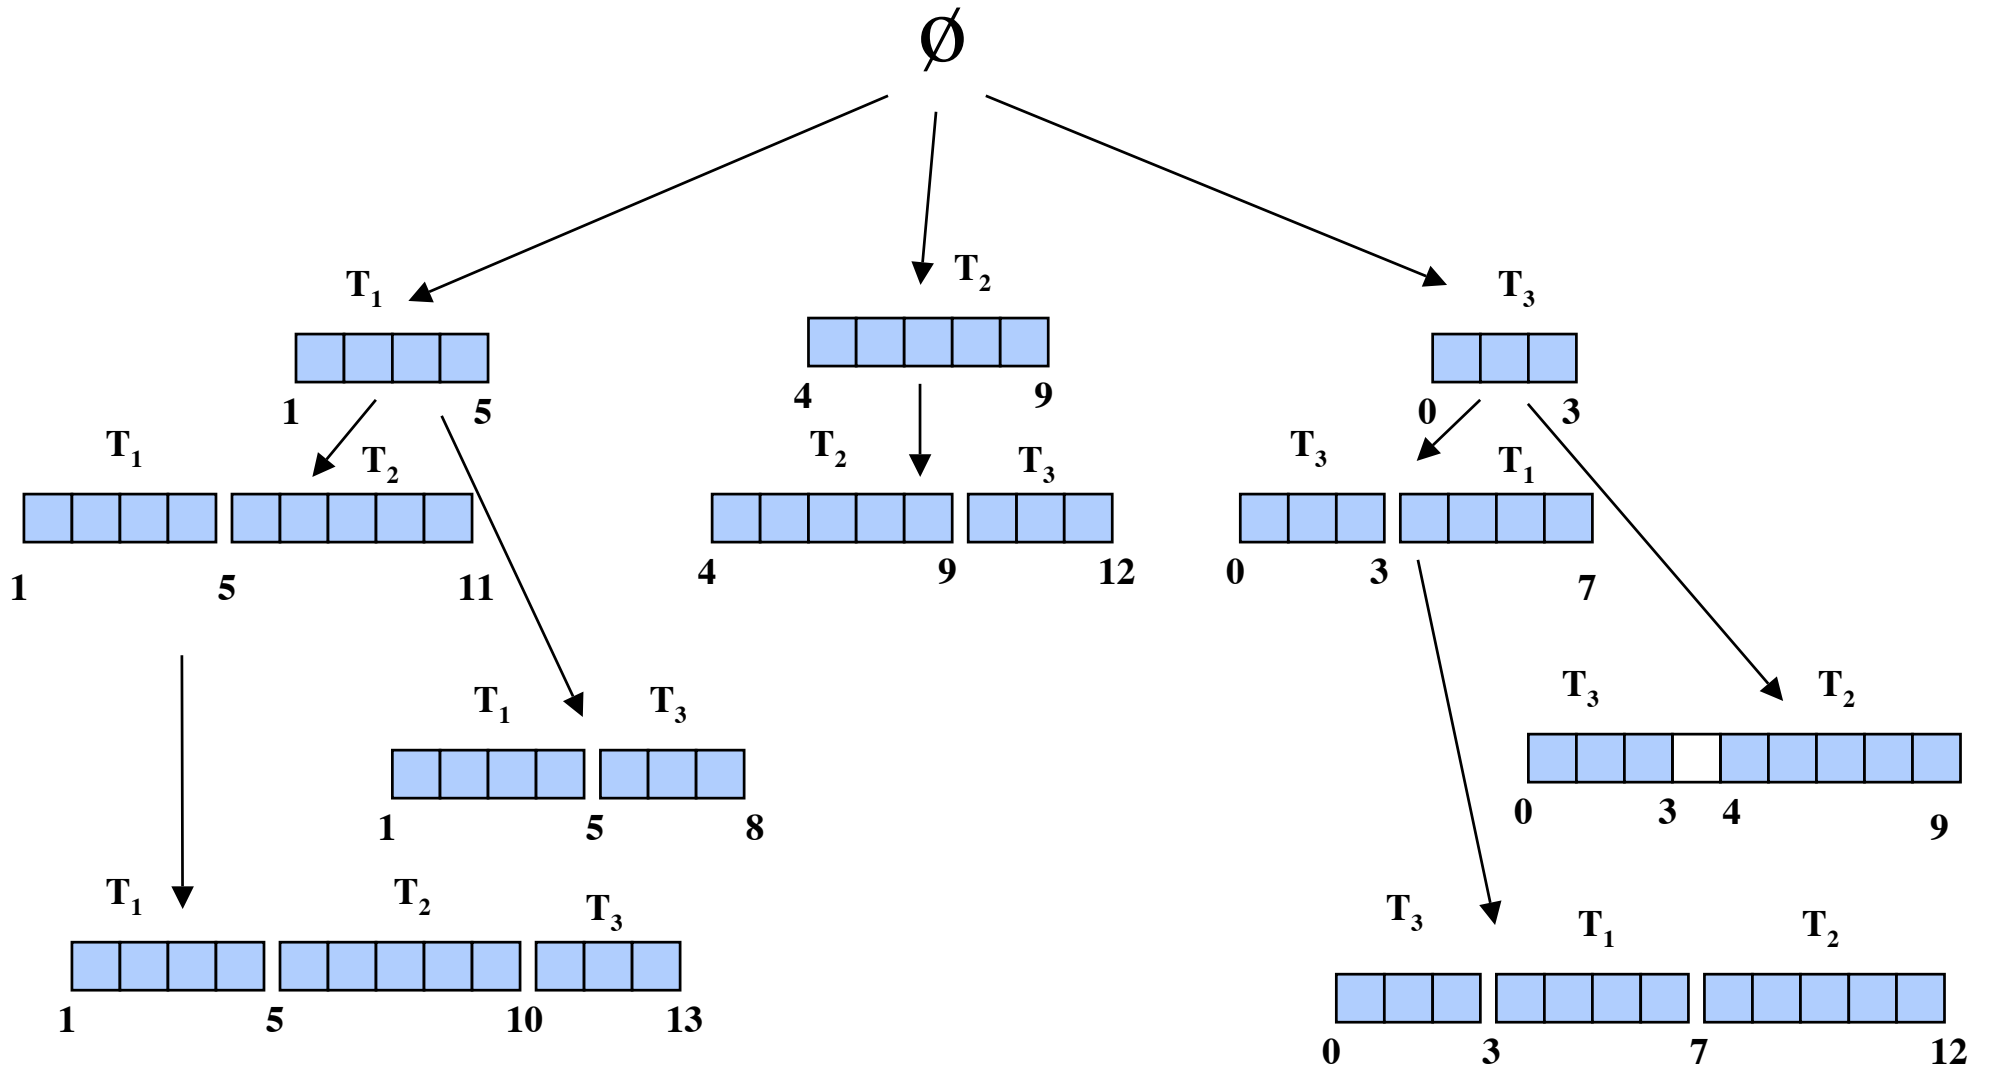 Ø
T₁ T₂ T₃
1 5 4 9 0 3
T₁ T₂ T₂ T₃ T₃ T₁
1 5 11 4 9 12 0 3 7
T₁ T₃ T₃ T₂
1 5 8 0 3 4 9
T₁ T₂ T₃ T₃ T₁ T₂
1 5 10 13 0 3 7 12